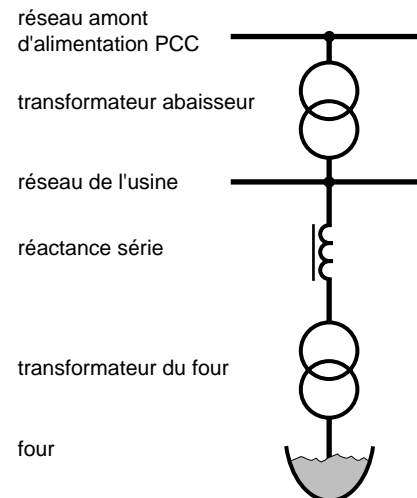 réseau amont
d'alimentation PCC
transformateur abaisseur
réseau de l'usine
réactance série
transformateur du four
four